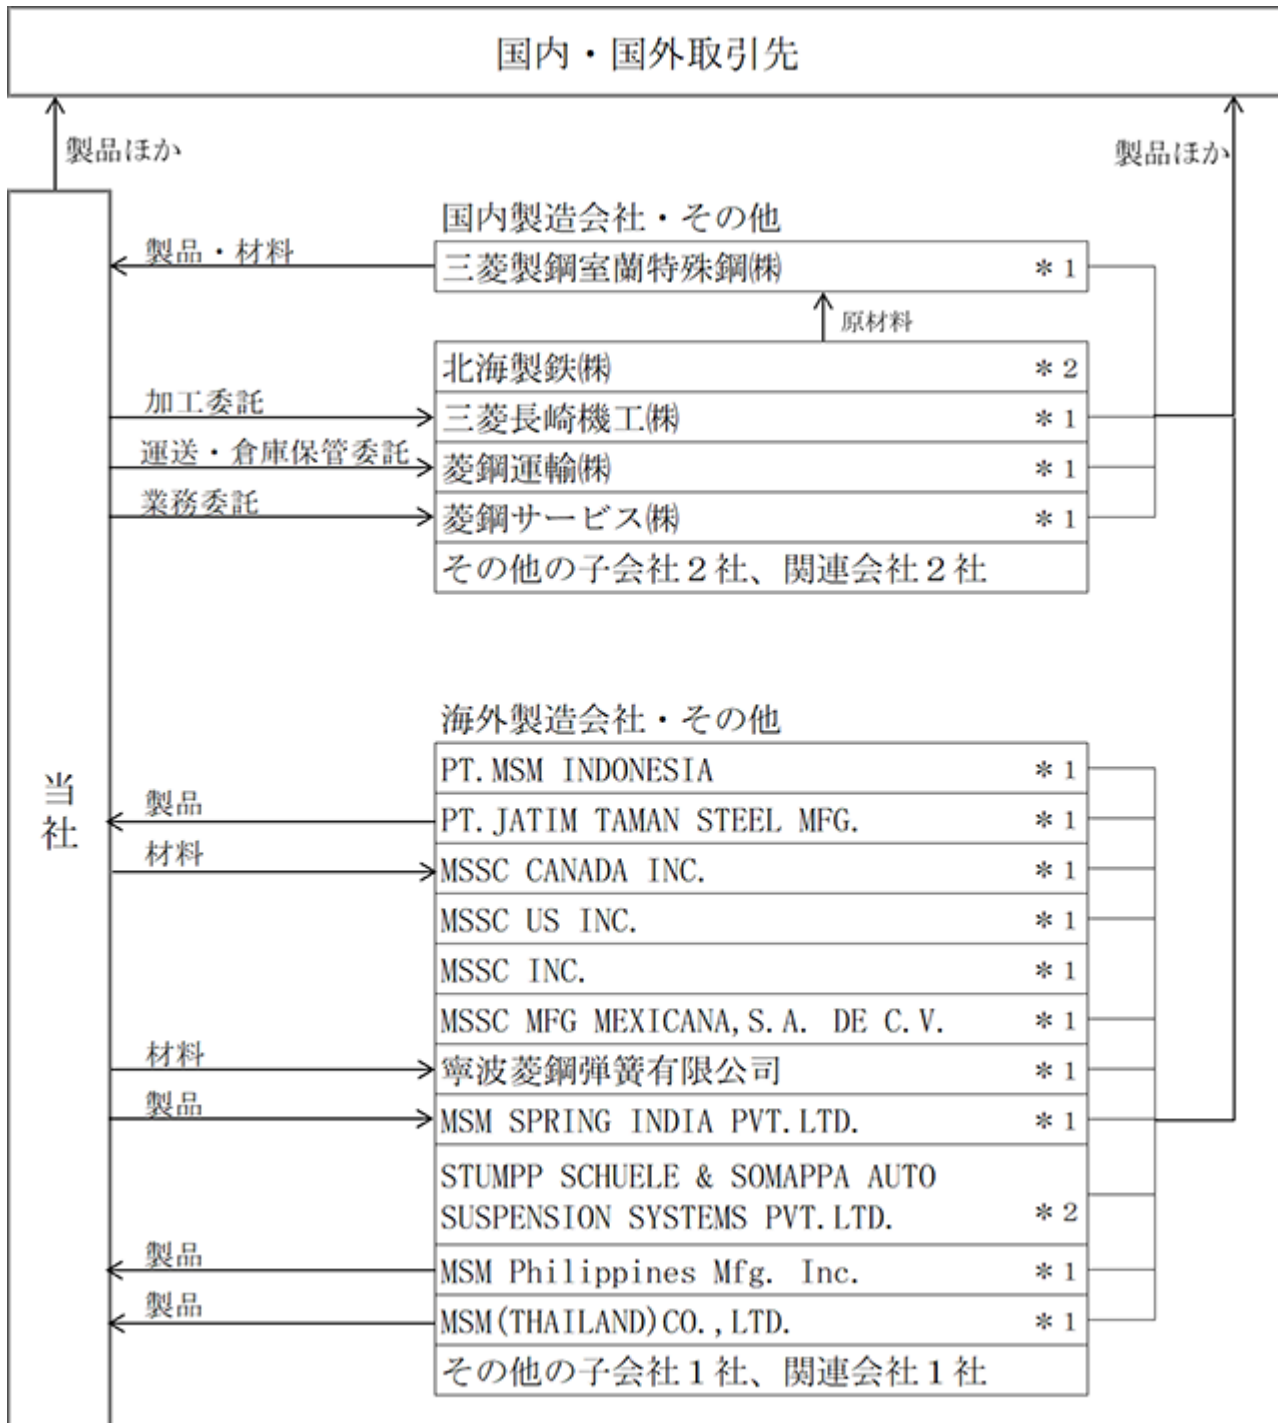 国内・国外取引先
製品ほか
製品ほか
国内製造会社・その他
製品・材料
三菱製鋼室蘭特殊鋼㈱ ＊1
原材料
北海製鉄㈱ ＊2
加工委託
三菱長崎機工㈱ ＊1
運送・倉庫保管委託
菱鋼運輸㈱ ＊1
業務委託
菱鋼サービス㈱ ＊1
その他の子会社２社、関連会社２社
海外製造会社・その他
当社
PT.MSM INDONESIA ＊1
製品
PT.JATIM TAMAN STEEL MFG. ＊1
材料
MSSC CANADA INC. ＊1
MSSC US INC. ＊1
MSSC INC. ＊1
MSSC MFG MEXICANA,S.A. DE C.V. ＊1
材料
寧波菱鋼弾簧有限公司 ＊1
製品
MSM SPRING INDIA PVT.LTD. ＊1
STUMPP SCHUELE & SOMAPPA AUTO
SUSPENSION SYSTEMS PVT.LTD. ＊2
製品
MSM Philippines Mfg. Inc. ＊1
製品
MSM(THAILAND)CO.,LTD. ＊1
その他の子会社１社、関連会社１社